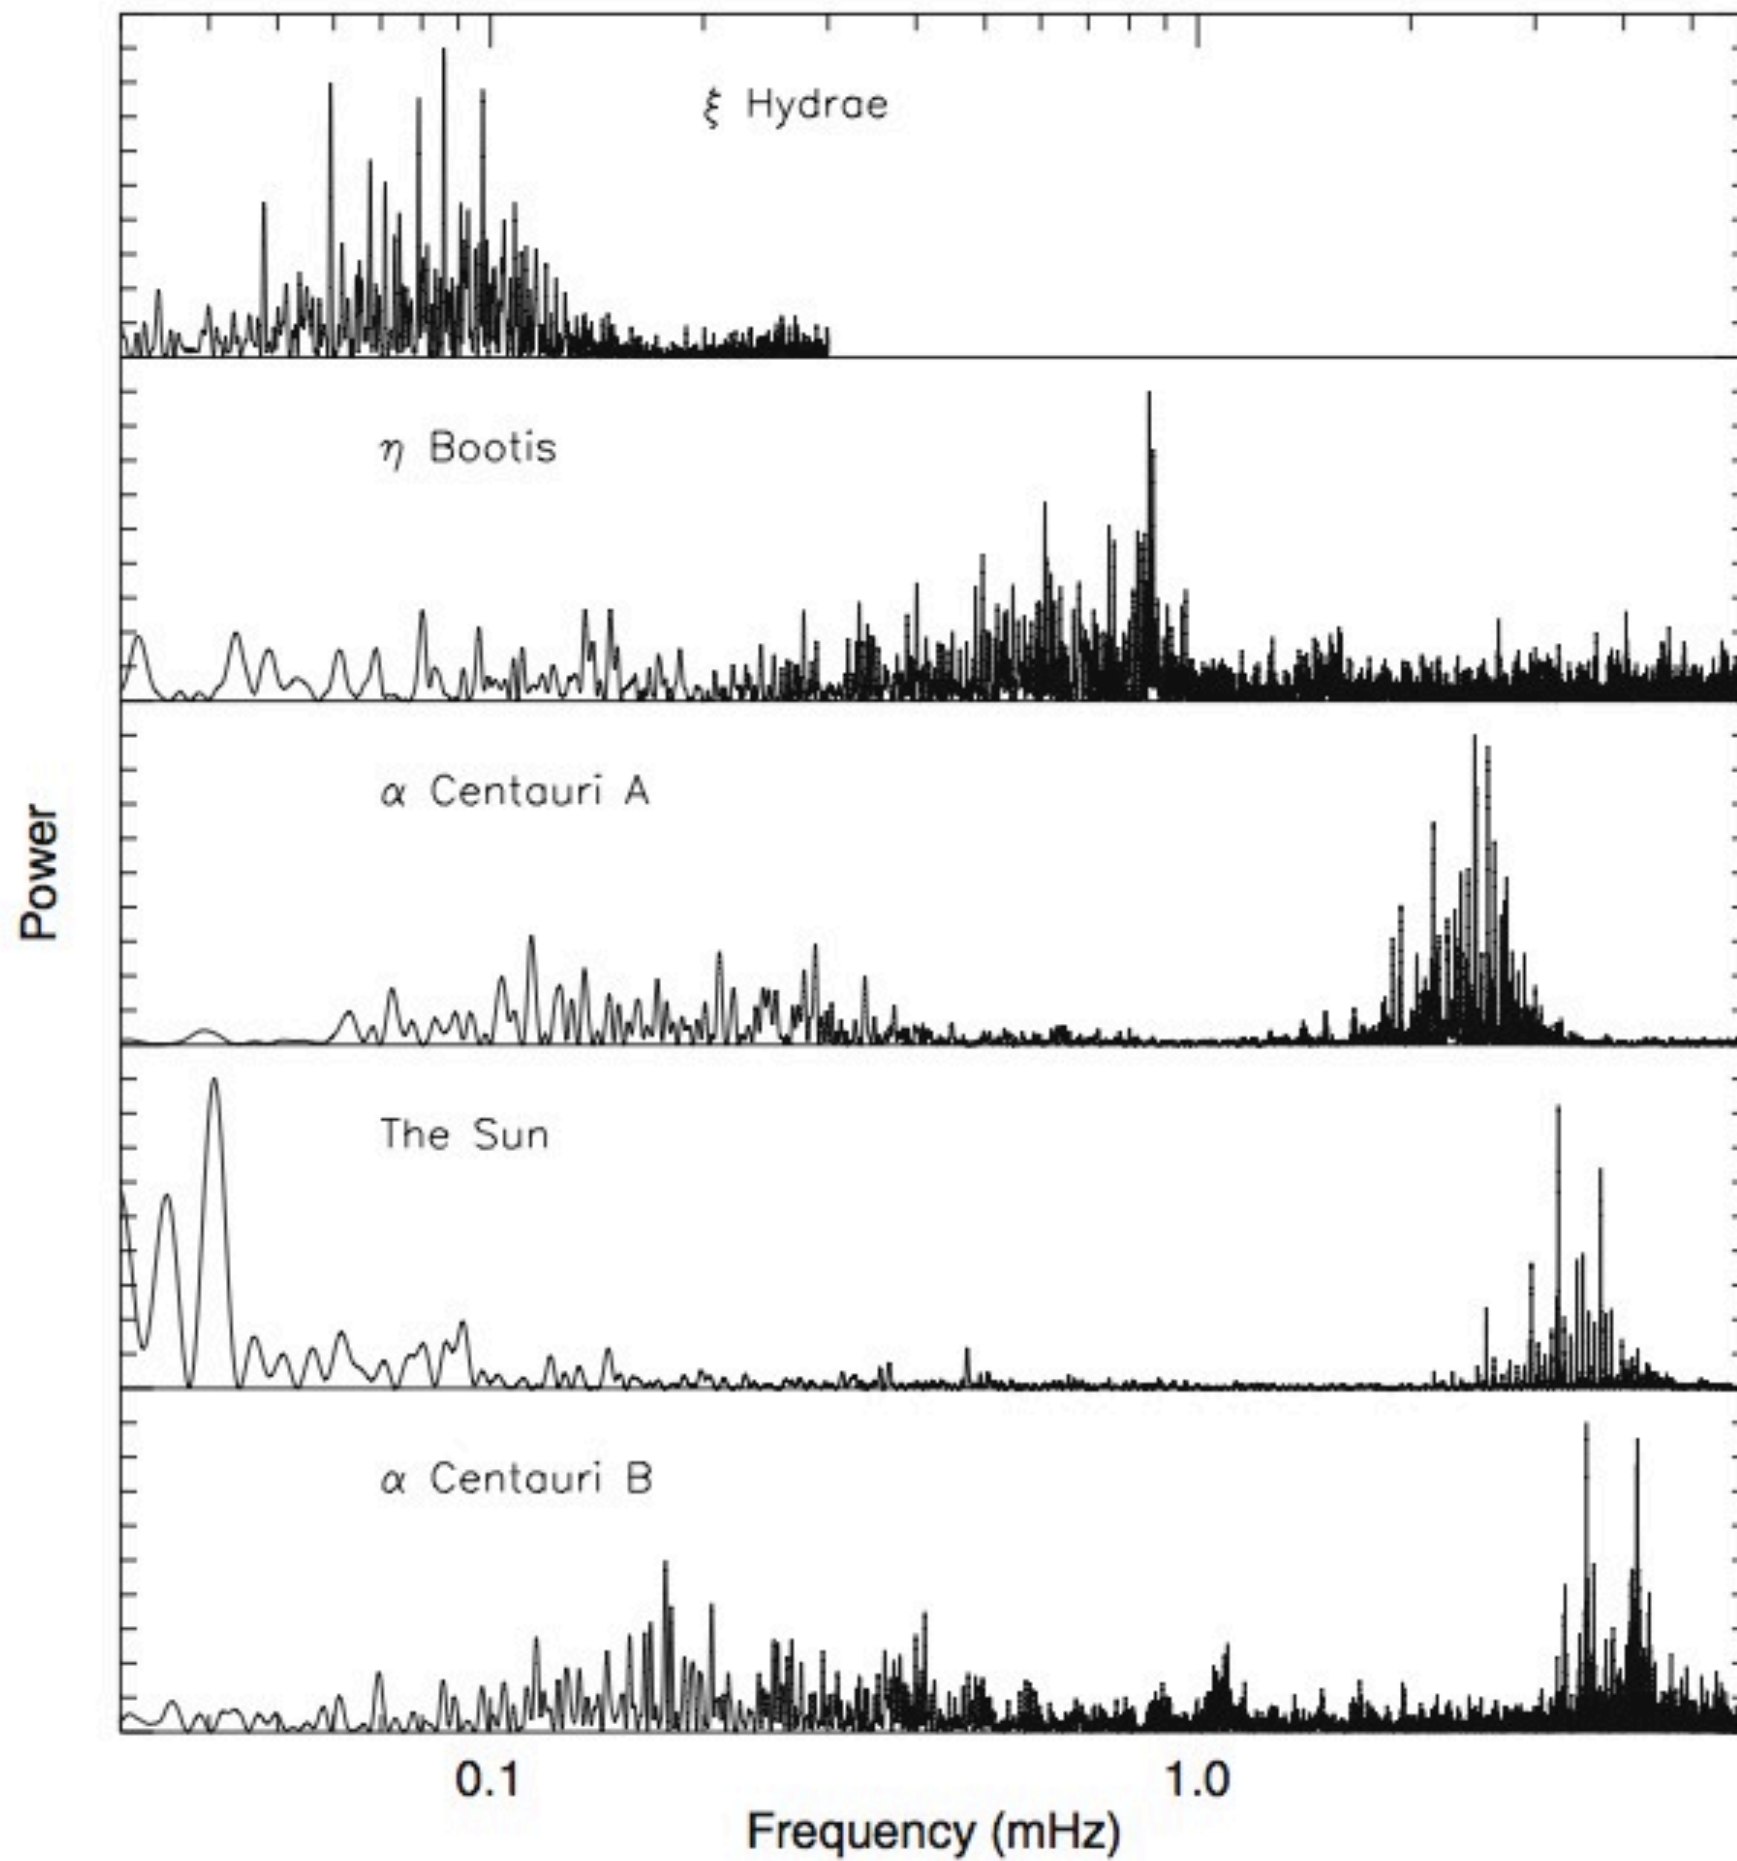 ξ Hydrae
η Bootis
α Centauri A
The Sun
α Centauri B
Power
0.1 1.0
Frequency (mHz)